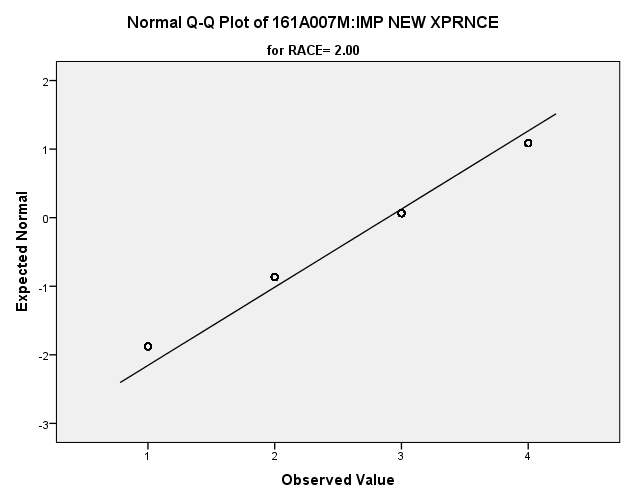 Normal Q-Q Plot of 161A007M:IMP NEW XPRNCE
for RACE= 2.00
Expected Normal
2
1
0
-1
-2
-3
1 2 3 4
Observed Value